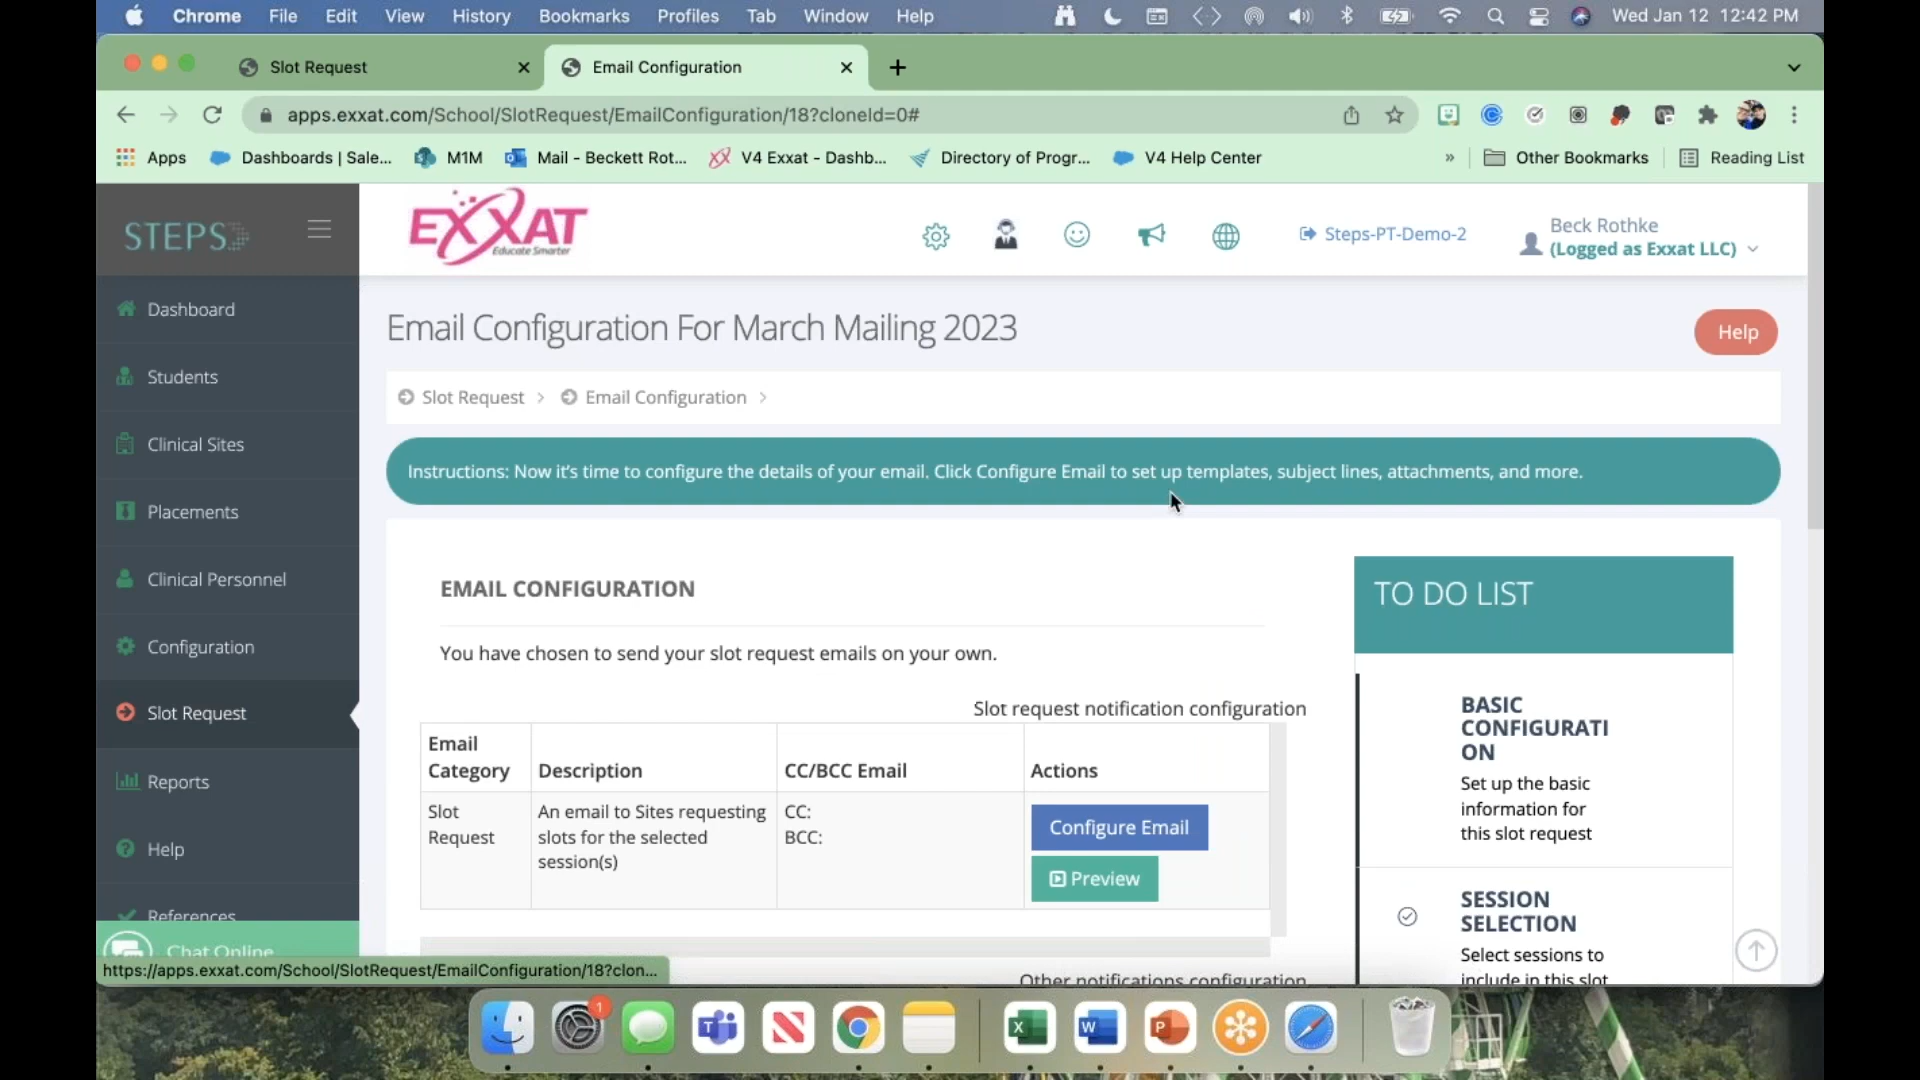 Chrome File Edit View History Bookmarks Profiles Tab Window Help Wed Jan 12 12:42 PM
Slot Request Email Configuration
apps.exxat.com/School/SlotRequest/EmailConfiguration/18?cloneId=0#
Apps Dashboards | Sale... M1M Mail - Beckett Rot... V4 Exxat - Dashb... Directory of Progr... V4 Help Center » Other Bookmarks Reading List
STEPS
EXXAT
Educate Smarter
Steps-PT-Demo-2
Beck Rothke
(Logged as Exxat LLC)
Dashboard
Students
Clinical Sites
Placements
Clinical Personnel
Configuration
Slot Request
Reports
Help
References
Chat Online
https://apps.exxat.com/School/SlotRequest/EmailConfiguration/18?clon...
Email Configuration For March Mailing 2023
Help
Slot Request > Email Configuration >
Instructions: Now it's time to configure the details of your email. Click Configure Email to set up templates, subject lines, attachments, and more.
EMAIL CONFIGURATION
You have chosen to send your slot request emails on your own.
Slot request notification configuration
Email
Category Description CC/BCC Email Actions
Slot An email to Sites requesting CC:
Request slots for the selected BCC:
session(s)
Configure Email
Preview
Other notifications configuration
TO DO LIST
BASIC
CONFIGURATI
ON
Set up the basic
information for
this slot request
SESSION
SELECTION
Select sessions to
include in this slot
1
T
N
X
W
P